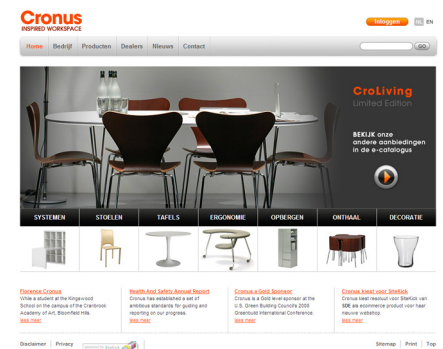 Cronus
INSPIRED WORKSPACE
Inloggen NL EN
Home Bedrijf Producten Dealers Nieuws Contact
GO
CroLiving
Limited Edition
BEKIJK onze
andere aanbiedingen
in de e-catalogus
SYSTEMEN STOELEN TAFELS ERGONOMIE OPBERGEN ONTHAAL DECORATIE
Florence Cronus
While a student at the Kingswood
School on the campus of the Cranbrook
Academy of Art, Bloomfield Hills.
lees meer
Health And Safety Annual Report
Cronus has established a set of
ambitious standards for guiding and
reporting on our progress.
lees meer
Cronus a Gold Sponsor
Cronus is a Gold level sponsor at the
U.S. Green Building Council's 2005
Greenbuild International Conference.
lees meer
Cronus kiest voor SiteKick
Cronus kiest resoluut voor SiteKick van
SDE als ecommerce product voor haar
nieuwe webshop.
lees meer
Disclaimer Privacy
Sitemap Print Top